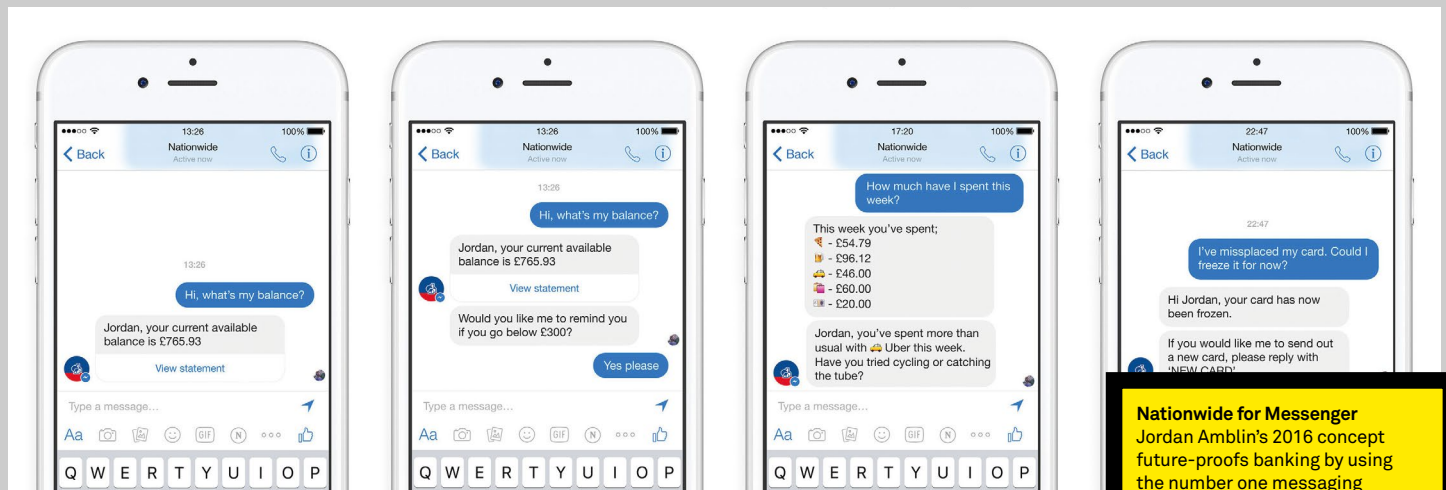 13:26
100%
Back
Nationwide
Active now
13:26
Hi, what's my balance?
Jordan, your current available
balance is £765.93
View statement
Type a message...
Aa
GIF
N
Q W E R T Y U I O P
13:26
100%
Back
Nationwide
Active now
13:26
Hi, what's my balance?
Jordan, your current available
balance is £765.93
View statement
Would you like me to remind you
if you go below £300?
Yes please
Type a message...
Aa
GIF
N
Q W E R T Y U I O P
17:20
100%
Back
Nationwide
Active now
How much have I spent this
week?
This week you've spent;
🍕 - £54.79
🍺 - £96.12
🚕 - £46.00
🛍 - £60.00
💷 - £20.00
Jordan, you've spent more than
usual with 🚕 Uber this week.
Have you tried cycling or catching
the tube?
Type a message...
Aa
GIF
N
Q W E R T Y U I O P
22:47
100%
Back
Nationwide
Active now
22:47
I've missplaced my card. Could I
freeze it for now?
Hi Jordan, your card has now
been frozen.
If you would like me to send out
a new card, please reply with
'NEW CARD'
Nationwide for Messenger
Jordan Amblin's 2016 concept
future-proofs banking by using
the number one messaging